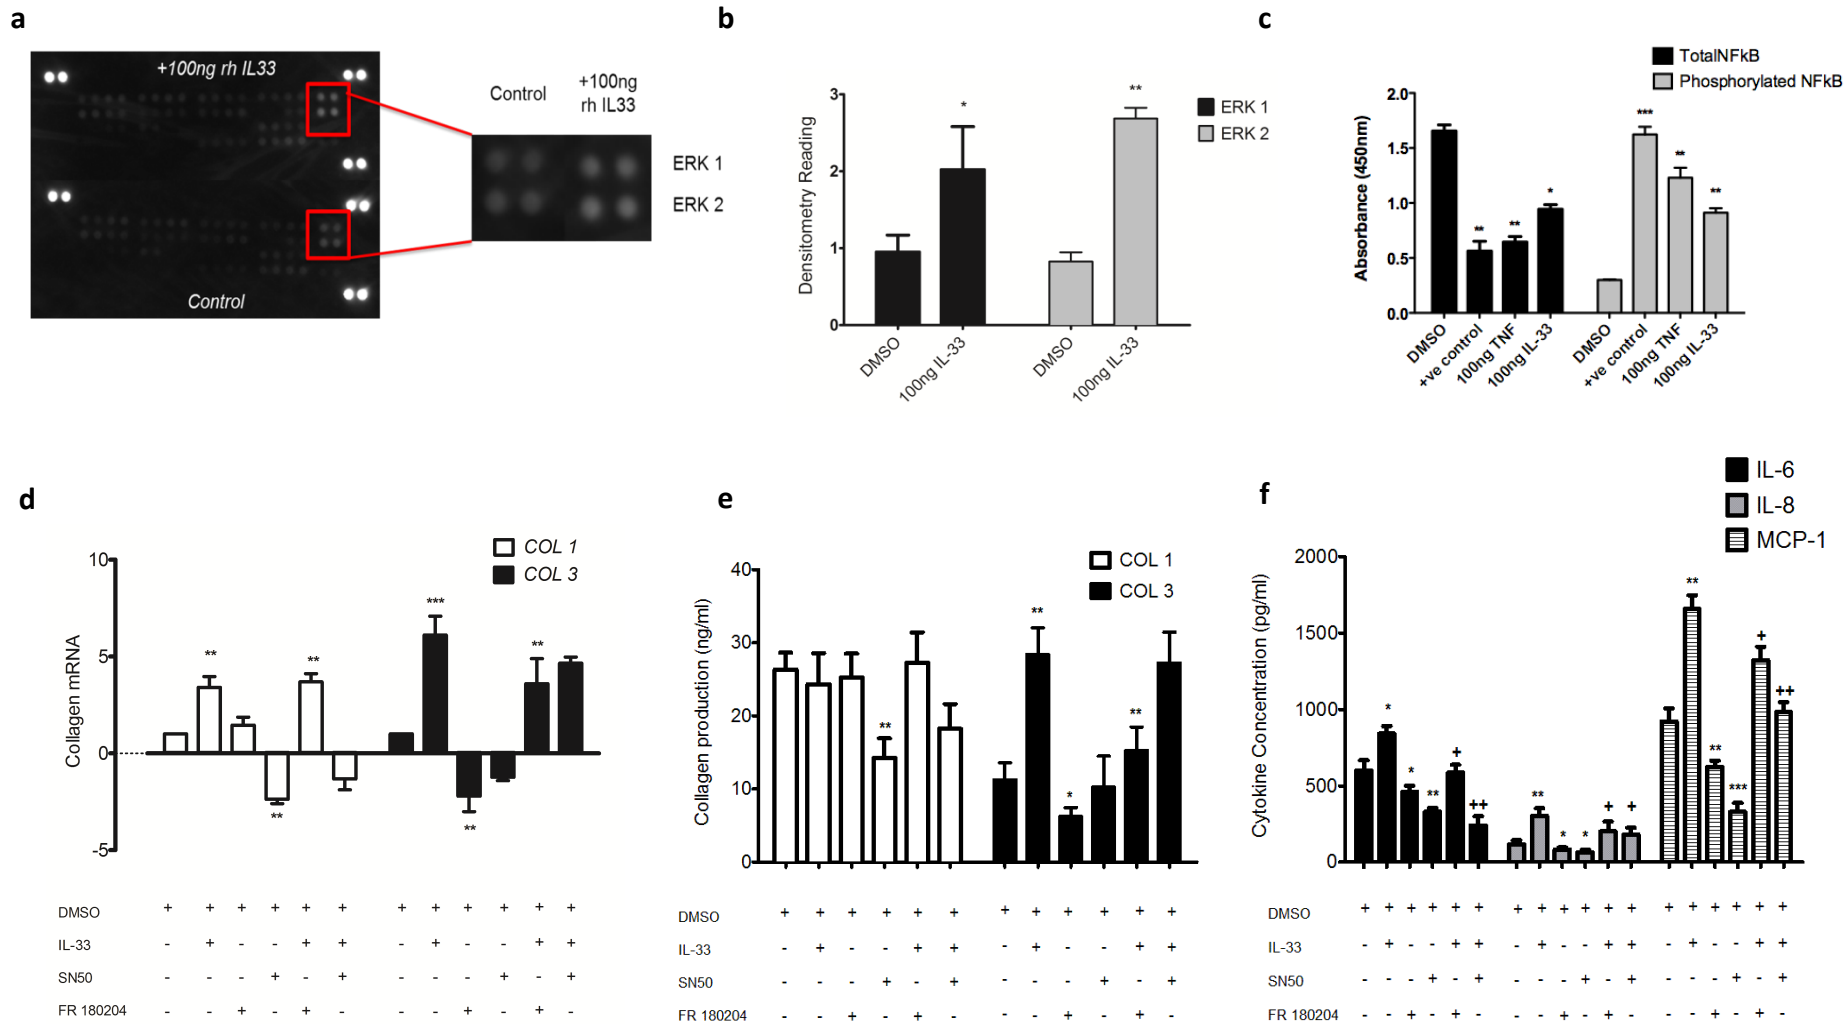 a
+100ng rh IL33
Control
Control
+100ng
rh IL33
ERK 1
ERK 2
b
ERK 1
ERK 2
Densitometry Reading
3
2
1
0
*
**
DMSO
100ng IL-33
DMSO
100ng IL-33
c
TotalNFkB
Phosphorylated NFkB
Absorbance (450nm)
2.0
1.5
1.0
0.5
0.0
** ** * *** ** **
DMSO
+ve control
100ng TNF
100ng IL-33
DMSO
+ve control
100ng TNF
100ng IL-33
d
COL 1
COL 3
Collagen mRNA
10
5
0
-5
** ** ** *** ** **
DMSO + + + + + + + + + + + +
IL-33 - + - - + + - + - - + +
SN50 - - - + - + - - - + - +
FR 180204 - - + - + - - - + - + -
e
COL 1
COL 3
Collagen production (ng/ml)
40
30
20
10
0
** ** * **
DMSO + + + + + + + + + + + +
IL-33 - + - - + + - + - - + +
SN50 - - - + - + - - - + - +
FR 180204 - - + - + - - - + - + -
f
IL-6
IL-8
MCP-1
Cytokine Concentration (pg/ml)
2000
1500
1000
500
0
* * ** + ++ ** * * + + ** ** *** + ++
DMSO + + + + + + + + + + + + + + + + + +
IL-33 - + - - + + - + - - + + - + - - + +
SN50 - - - + - + - - - + - + - - - + - +
FR 180204 - - + - + - - - + - + - - - + - + -